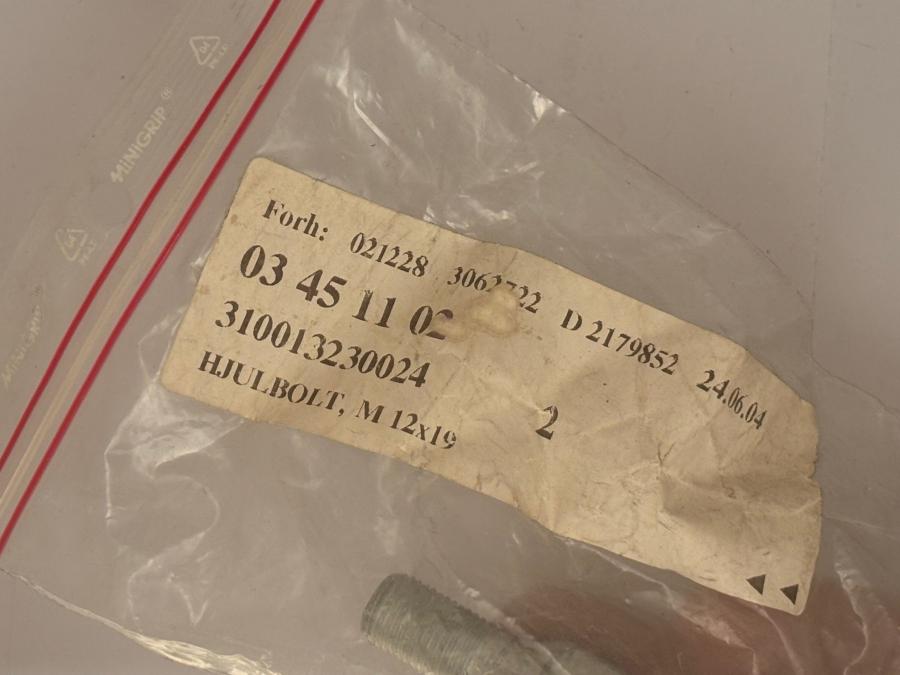 MINIGRIP®
Forh: 021228 D 2179852 24.06.04
03 45 11 02
310013230024 2
HJULBOLT, M 12x19